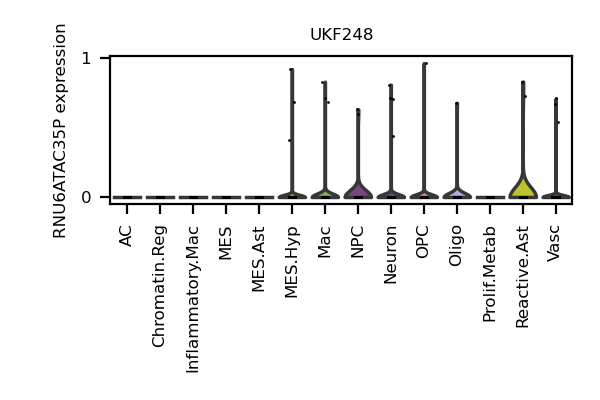 UKF248
RNU6ATAC35P expression
1
0
AC
Chromatin.Reg
Inflammatory.Mac
MES
MES.Ast
MES.Hyp
Mac
NPC
Neuron
OPC
Oligo
Prolif.Metab
Reactive.Ast
Vasc